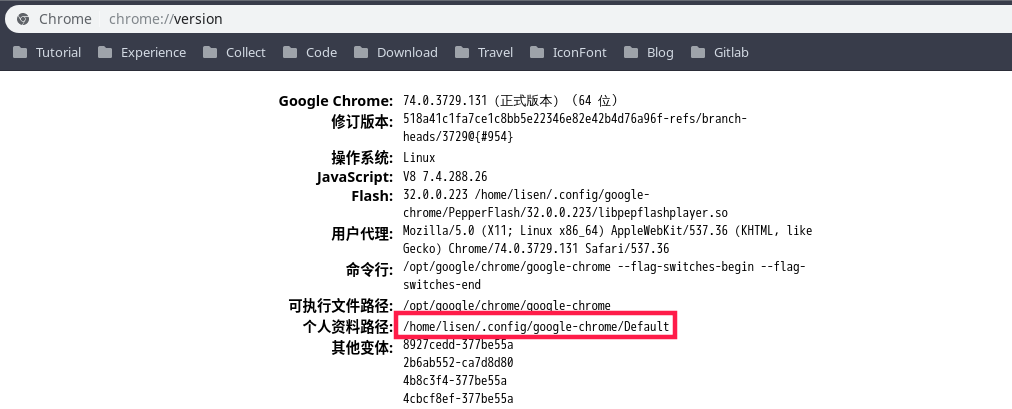 Chrome chrome://version
Tutorial Experience Collect Code Download Travel IconFont Blog Gitlab
Google Chrome: 74.0.3729.131 (正式版本) (64 位)
修订版本: 518a41c1fa7ce1c8bb5e22346e82e42b4d76a96f-refs/branch-
heads/3729@{#954}
操作系统: Linux
JavaScript: V8 7.4.288.26
Flash: 32.0.0.223 /home/lisen/.config/google-
chrome/PepperFlash/32.0.0.223/libpepflashplayer.so
用户代理: Mozilla/5.0 (X11; Linux x86_64) AppleWebKit/537.36 (KHTML, like
Gecko) Chrome/74.0.3729.131 Safari/537.36
命令行: /opt/google/chrome/google-chrome --flag-switches-begin --flag-
switches-end
可执行文件路径: /opt/google/chrome/google-chrome
个人资料路径: /home/lisen/.config/google-chrome/Default
其他变体: 8927cedd-377be55a
2b6ab552-ca7d8d80
4b8c3f4-377be55a
4cbcf8ef-377be55a